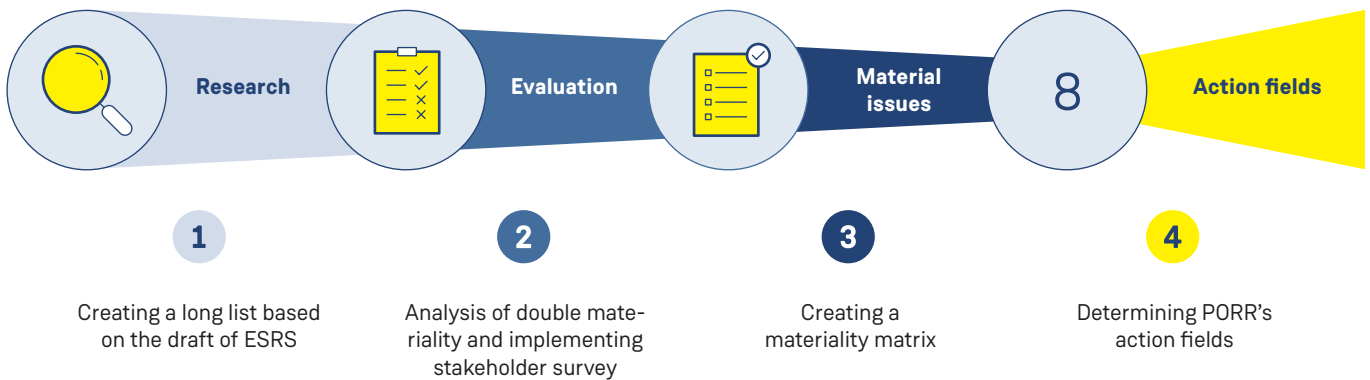 Research
Evaluation
Material
issues
8
Action fields
1
2
3
4
Creating a long list based
on the draft of ESRS
Analysis of double mate-
riality and implementing
stakeholder survey
Creating a
materiality matrix
Determining PORR's
action fields